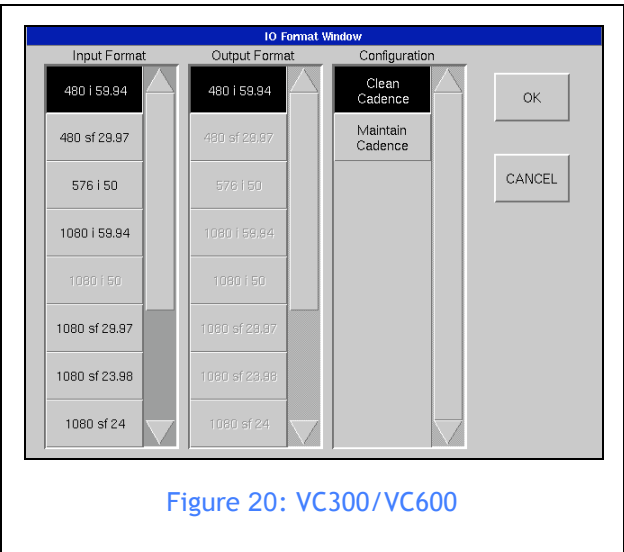 IO Format Window
Input Format
480 i 59.94
480 sf 29.97
576 i 50
1080 i 59.94
1080 i 50
1080 sf 29.97
1080 sf 23.98
1080 sf 24
Output Format
480 i 59.94
480 sf 29.97
576 i 50
1080 i 59.94
1080 i 50
1080 sf 29.97
1080 sf 23.98
1080 sf 24
Configuration
Clean
Cadence
Maintain
Cadence
OK
CANCEL
Figure 20: VC300/VC600